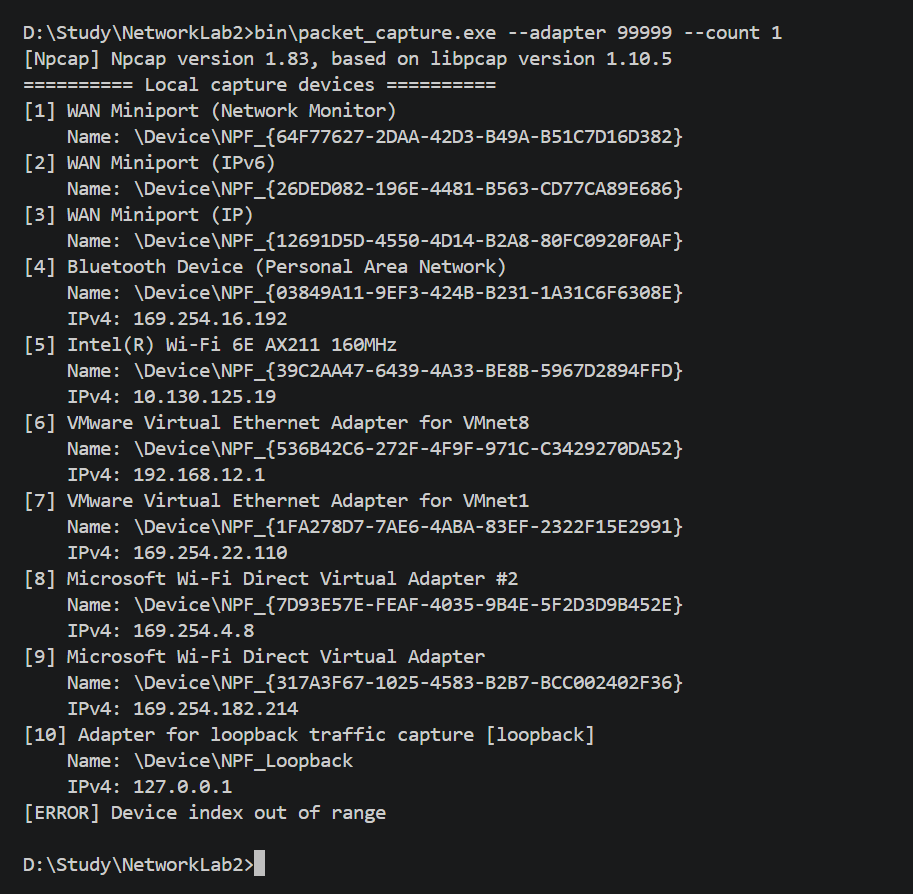 D:\Study\NetworkLab2>bin\packet_capture.exe --adapter 99999 --count 1
[Npcap] Npcap version 1.83, based on libpcap version 1.10.5
========== Local capture devices ==========
[1] WAN Miniport (Network Monitor)
    Name: \Device\NPF_{64F77627-2DAA-42D3-B49A-B51C7D16D382}
[2] WAN Miniport (IPv6)
    Name: \Device\NPF_{26DED082-196E-4481-B563-CD77CA89E686}
[3] WAN Miniport (IP)
    Name: \Device\NPF_{12691D5D-4550-4D14-B2A8-80FC0920F0AF}
[4] Bluetooth Device (Personal Area Network)
    Name: \Device\NPF_{03849A11-9EF3-424B-B231-1A31C6F6308E}
    IPv4: 169.254.16.192
[5] Intel(R) Wi-Fi 6E AX211 160MHz
    Name: \Device\NPF_{39C2AA47-6439-4A33-BE8B-5967D2894FFD}
    IPv4: 10.130.125.19
[6] VMware Virtual Ethernet Adapter for VMnet8
    Name: \Device\NPF_{536B42C6-272F-4F9F-971C-C3429270DA52}
    IPv4: 192.168.12.1
[7] VMware Virtual Ethernet Adapter for VMnet1
    Name: \Device\NPF_{1FA278D7-7AE6-4ABA-83EF-2322F15E2991}
    IPv4: 169.254.22.110
[8] Microsoft Wi-Fi Direct Virtual Adapter #2
    Name: \Device\NPF_{7D93E57E-FEAF-4035-9B4E-5F2D3D9B452E}
    IPv4: 169.254.4.8
[9] Microsoft Wi-Fi Direct Virtual Adapter
    Name: \Device\NPF_{317A3F67-1025-4583-B2B7-BCC002402F36}
    IPv4: 169.254.182.214
[10] Adapter for loopback traffic capture [loopback]
    Name: \Device\NPF_Loopback
    IPv4: 127.0.0.1
[ERROR] Device index out of range
D:\Study\NetworkLab2>